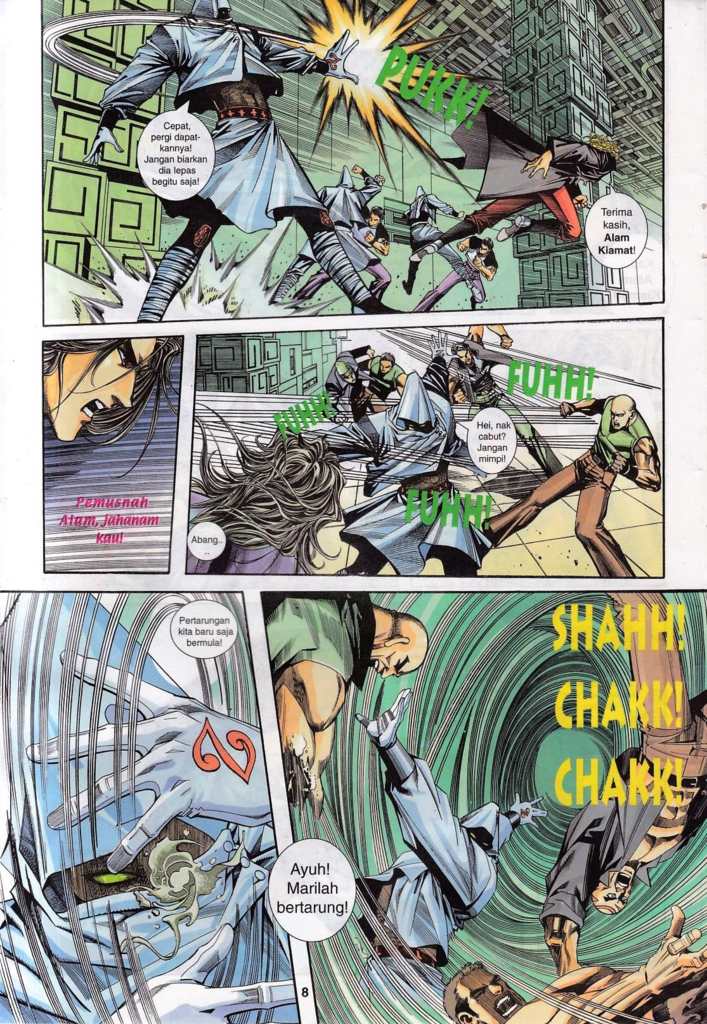 PUKK!
Cepat,
pergi dapat-
kannya!
Jangan biarkan
dia lepas
begitu saja!
Terima
kasih,
Alam
Kiamat!
Pemusnah
Alam, jahanam
kau!
FUHH!
FUHH!
Hei, nak
cabut?
Jangan
mimpi!
FUHH!
Abang..
..
Pertarungan
kita baru saja
bermula!
SHAHH!
CHAKK!
CHAKK!
Ayuh!
Marilah
bertarung!
8